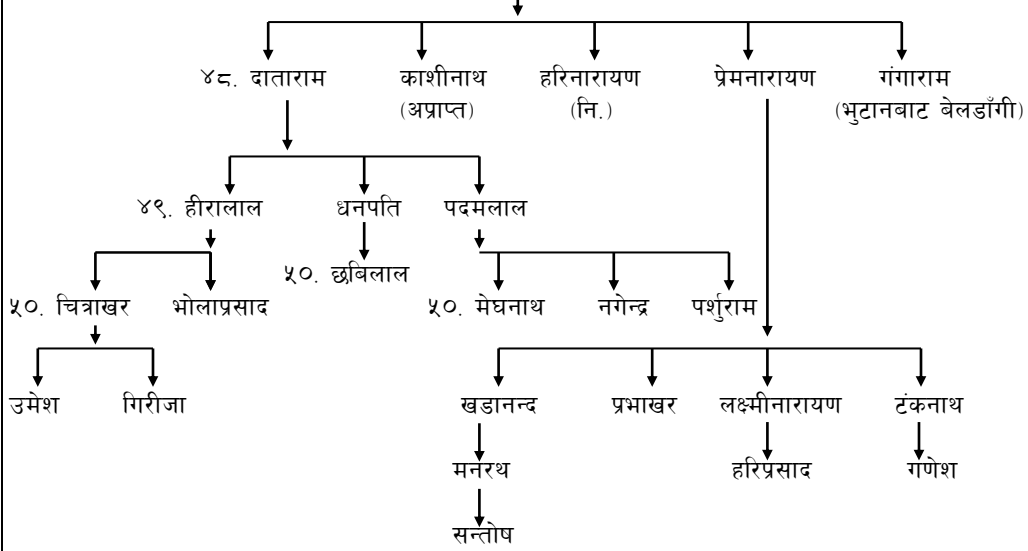 ४८. दाताराम काशीनाथ हरिनारायण प्रेमनारायण गंगाराम
(अप्राप्त) (नि.) (भुटानबाट बेलडाँगी)
४९. हीरालाल धनपति पदमलाल
५०. छबिलाल
५०. चित्राखर भोलाप्रसाद ५०. मेघनाथ नगेन्द्र पर्शुराम
उमेश गिरीजा खडानन्द प्रभाखर लक्ष्मीनारायण टंकनाथ
मनरथ हरिप्रसाद गणेश
सन्तोष